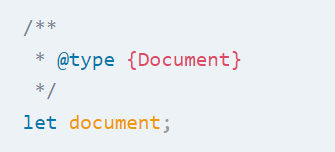 /**
 * @type {Document}
 */
let document;